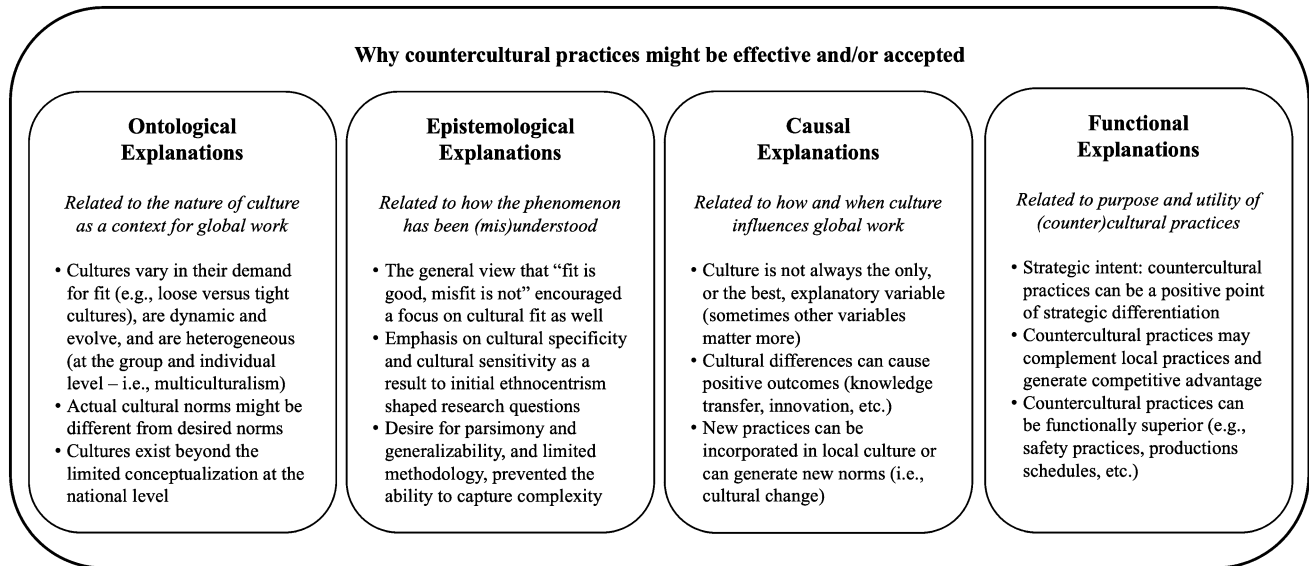 Why countercultural practices might be effective and/or accepted
Ontological
Explanations
Related to the nature of culture
as a context for global work
• Cultures vary in their demand
for fit (e.g., loose versus tight
cultures), are dynamic and
evolve, and are heterogeneous
(at the group and individual
level – i.e., multiculturalism)
• Actual cultural norms might be
different from desired norms
• Cultures exist beyond the
limited conceptualization at the
national level
Epistemological
Explanations
Related to how the phenomenon
has been (mis)understood
• The general view that “fit is
good, misfit is not” encouraged
a focus on cultural fit as well
• Emphasis on cultural specificity
and cultural sensitivity as a
result to initial ethnocentrism
shaped research questions
• Desire for parsimony and
generalizability, and limited
methodology, prevented the
ability to capture complexity
Causal
Explanations
Related to how and when culture
influences global work
• Culture is not always the only,
or the best, explanatory variable
(sometimes other variables
matter more)
• Cultural differences can cause
positive outcomes (knowledge
transfer, innovation, etc.)
• New practices can be
incorporated in local culture or
can generate new norms (i.e.,
cultural change)
Functional
Explanations
Related to purpose and utility of
(counter)cultural practices
• Strategic intent: countercultural
practices can be a positive point
of strategic differentiation
• Countercultural practices may
complement local practices and
generate competitive advantage
• Countercultural practices can
be functionally superior (e.g.,
safety practices, productions
schedules, etc.)